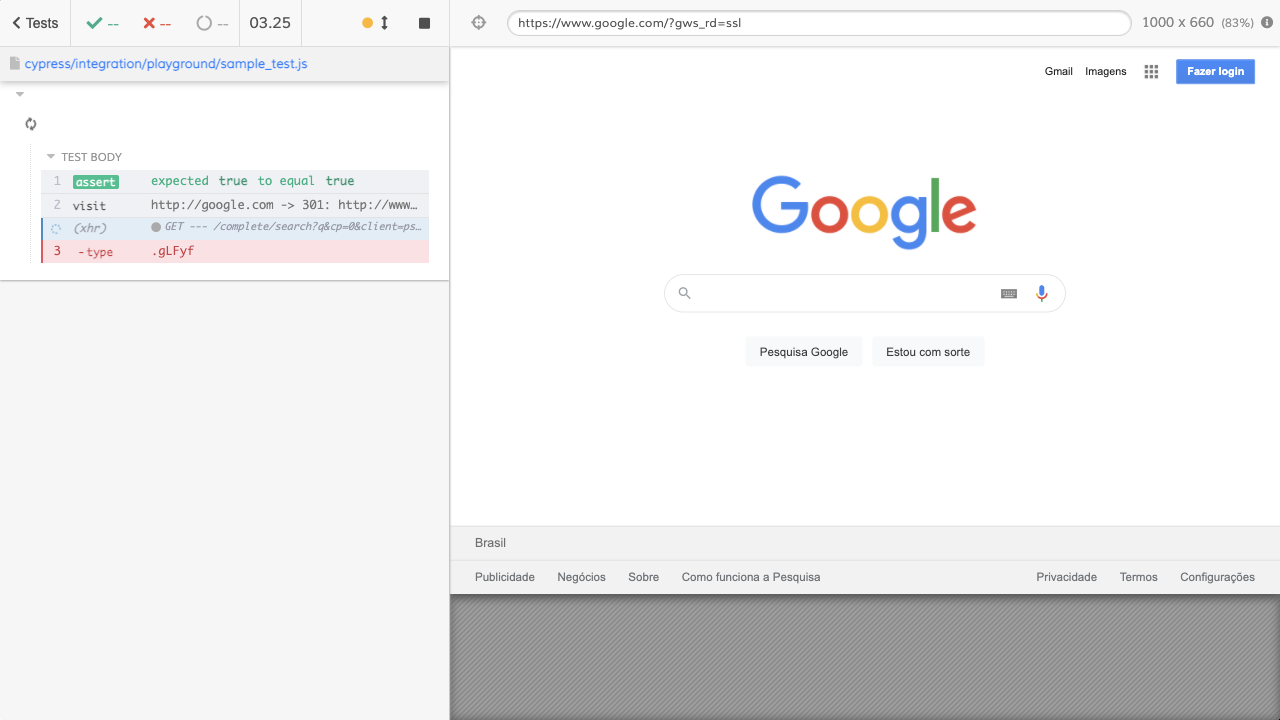 Tests -- -- -- 03.25
cypress/integration/playground/sample_test.js
TEST BODY
1 assert expected true to equal true
2 visit http://google.com -> 301: http://www…
(xhr) GET --- /complete/search?q&cp=0&client=ps…
3 -type .gLFyf
https://www.google.com/?gws_rd=ssl 1000 x 660 (83%)
Gmail Imagens Fazer login
Google
Pesquisa Google Estou com sorte
Brasil
Publicidade Negócios Sobre Como funciona a Pesquisa Privacidade Termos Configurações